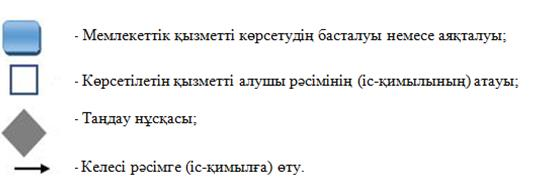 - Мемлекеттік қызметті көрсетудің басталуы немесе аяқталуы;
- Көрсетілетін қызметті алушы рәсімінің (іс-қимылының) атауы;
- Таңдау нұсқасы;
- Келесі рәсімге (іс-қимылға) өту.